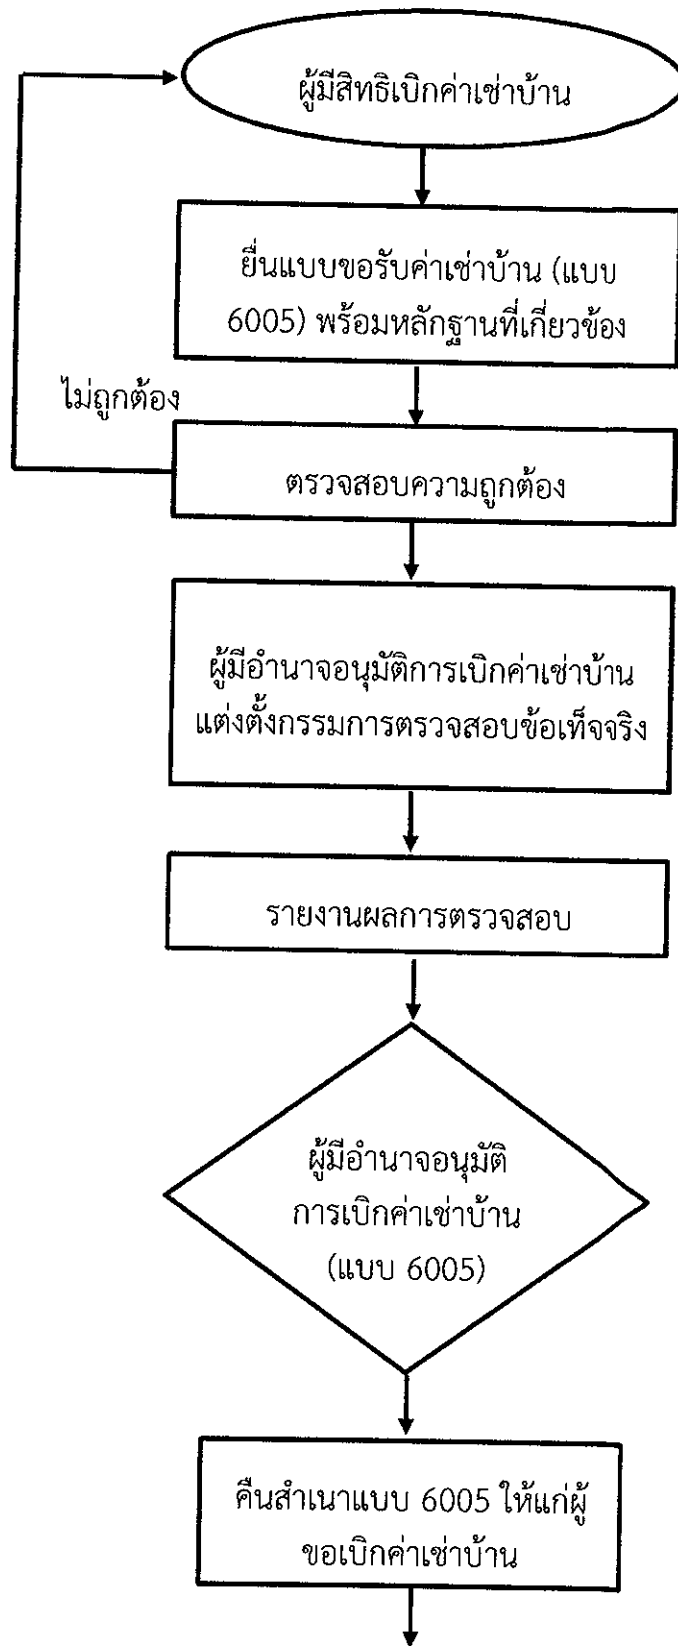 ผู้มีสิทธิเบิกค่าเช่าบ้าน
ยื่นแบบขอรับค่าเช่าบ้าน (แบบ
6005) พร้อมหลักฐานที่เกี่ยวข้อง
ไม่ถูกต้อง
ตรวจสอบความถูกต้อง
ผู้มีอำนาจอนุมัติการเบิกค่าเช่าบ้าน
แต่งตั้งกรรมการตรวจสอบข้อเท็จจริง
รายงานผลการตรวจสอบ
ผู้มีอำนาจอนุมัติ
การเบิกค่าเช่าบ้าน
(แบบ 6005)
คืนสำเนาแบบ 6005 ให้แก่ผู้
ขอเบิกค่าเช่าบ้าน